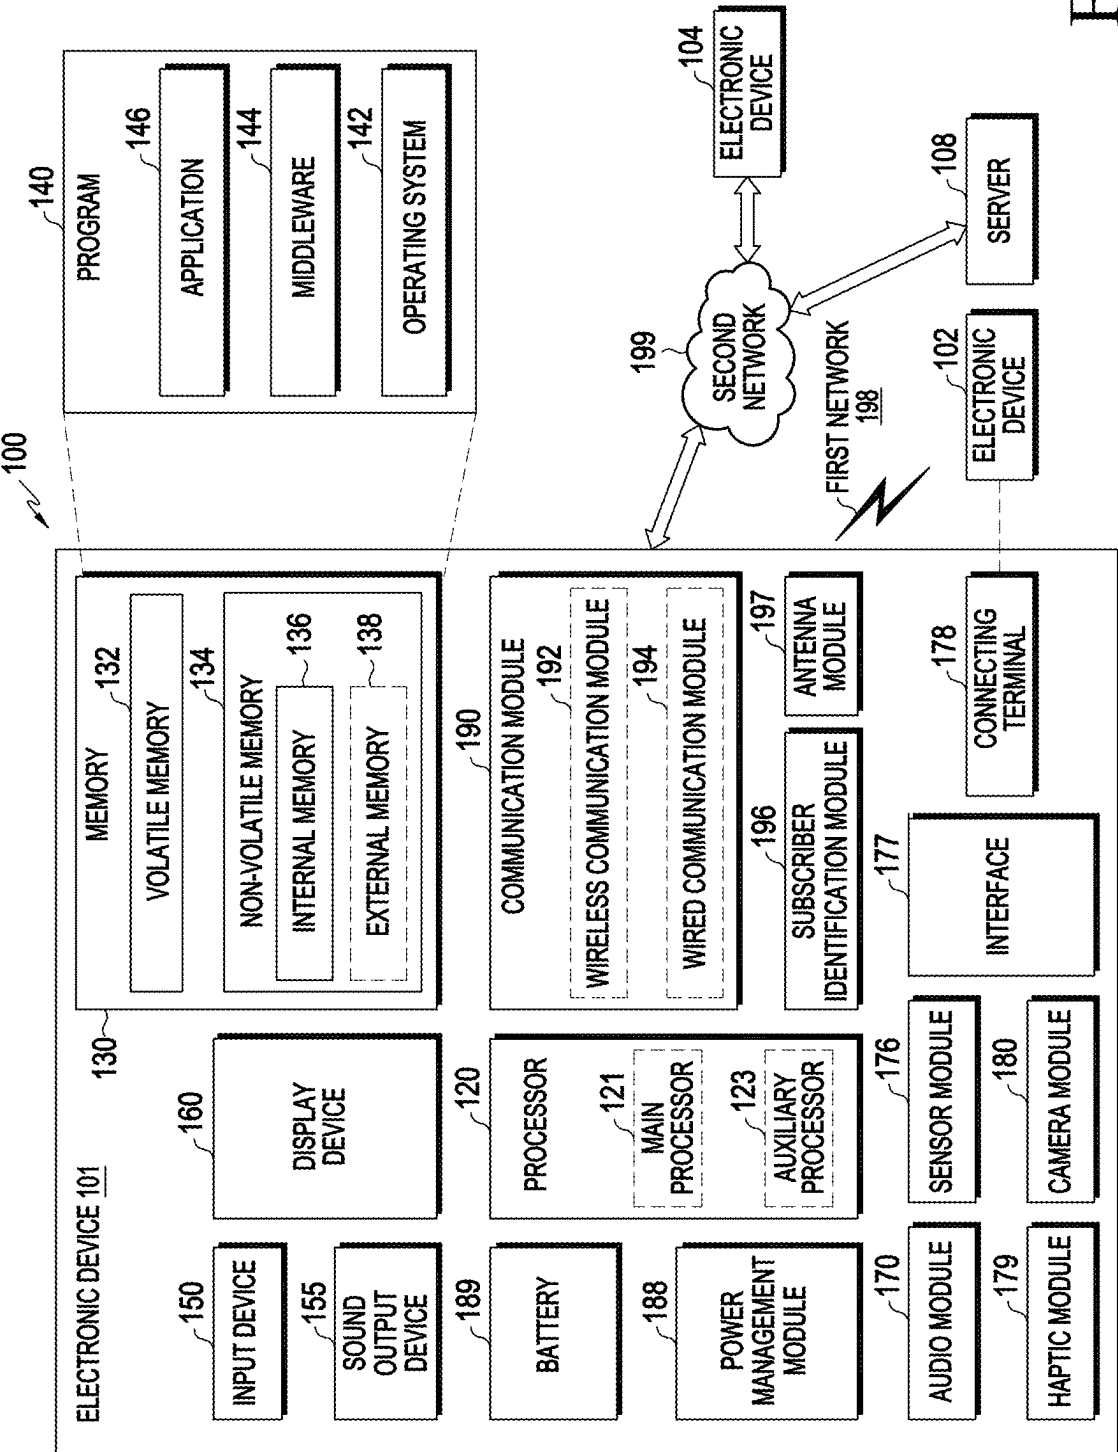 100
ELECTRONIC DEVICE 101
130
MEMORY
132
VOLATILE MEMORY
134
NON-VOLATILE MEMORY
136
INTERNAL MEMORY
138
EXTERNAL MEMORY
140
PROGRAM
146
APPLICATION
144
MIDDLEWARE
142
OPERATING SYSTEM
150
INPUT DEVICE
155
SOUND
OUTPUT
DEVICE
160
DISPLAY
DEVICE
189
BATTERY
120
PROCESSOR
121
MAIN
PROCESSOR
123
AUXILIARY
PROCESSOR
190
COMMUNICATION MODULE
192
WIRELESS COMMUNICATION MODULE
194
WIRED COMMUNICATION MODULE
188
POWER
MANAGEMENT
MODULE
196
SUBSCRIBER
IDENTIFICATION MODULE
197
ANTENNA
MODULE
199
SECOND
NETWORK
104
ELECTRONIC
DEVICE
FIRST NETWORK
198
170
AUDIO MODULE
176
SENSOR MODULE
177
INTERFACE
178
CONNECTING
TERMINAL
102
ELECTRONIC
DEVICE
108
SERVER
179
HAPTIC MODULE
180
CAMERA MODULE